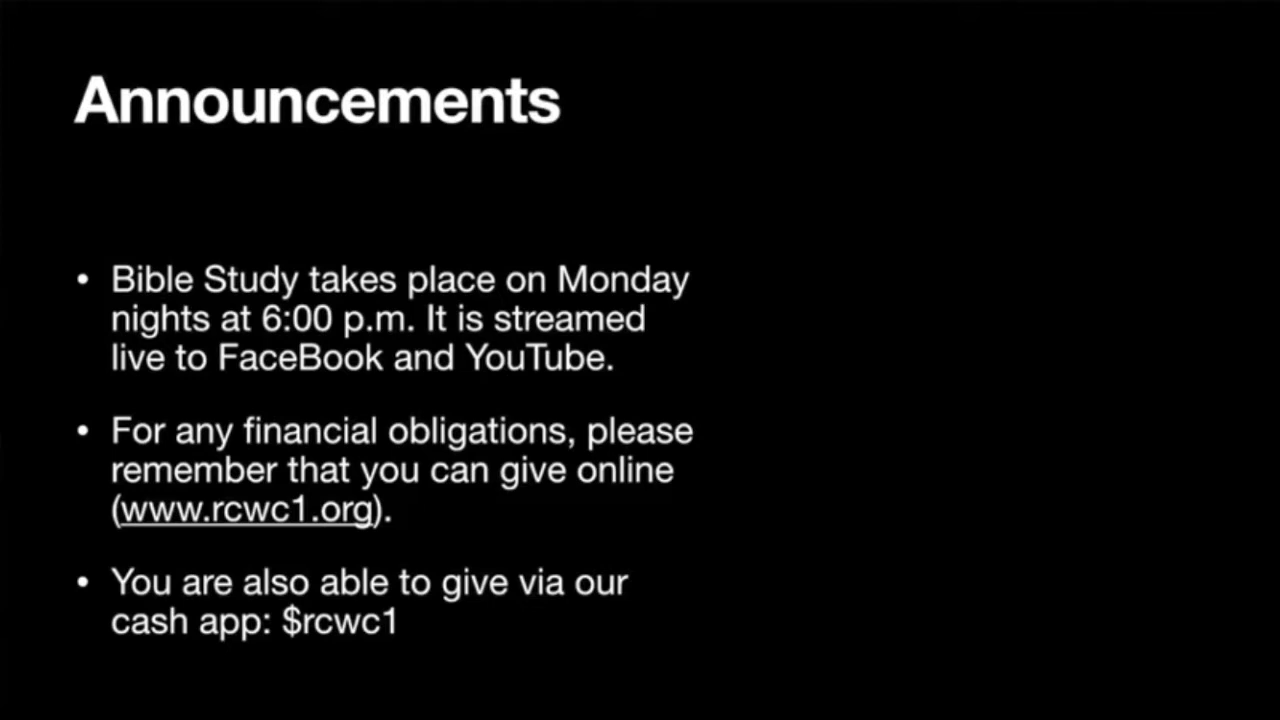 Announcements
• Bible Study takes place on Monday
nights at 6:00 p.m. It is streamed
live to FaceBook and YouTube.
• For any financial obligations, please
remember that you can give online
(www.rcwc1.org).
• You are also able to give via our
cash app: $rcwc1